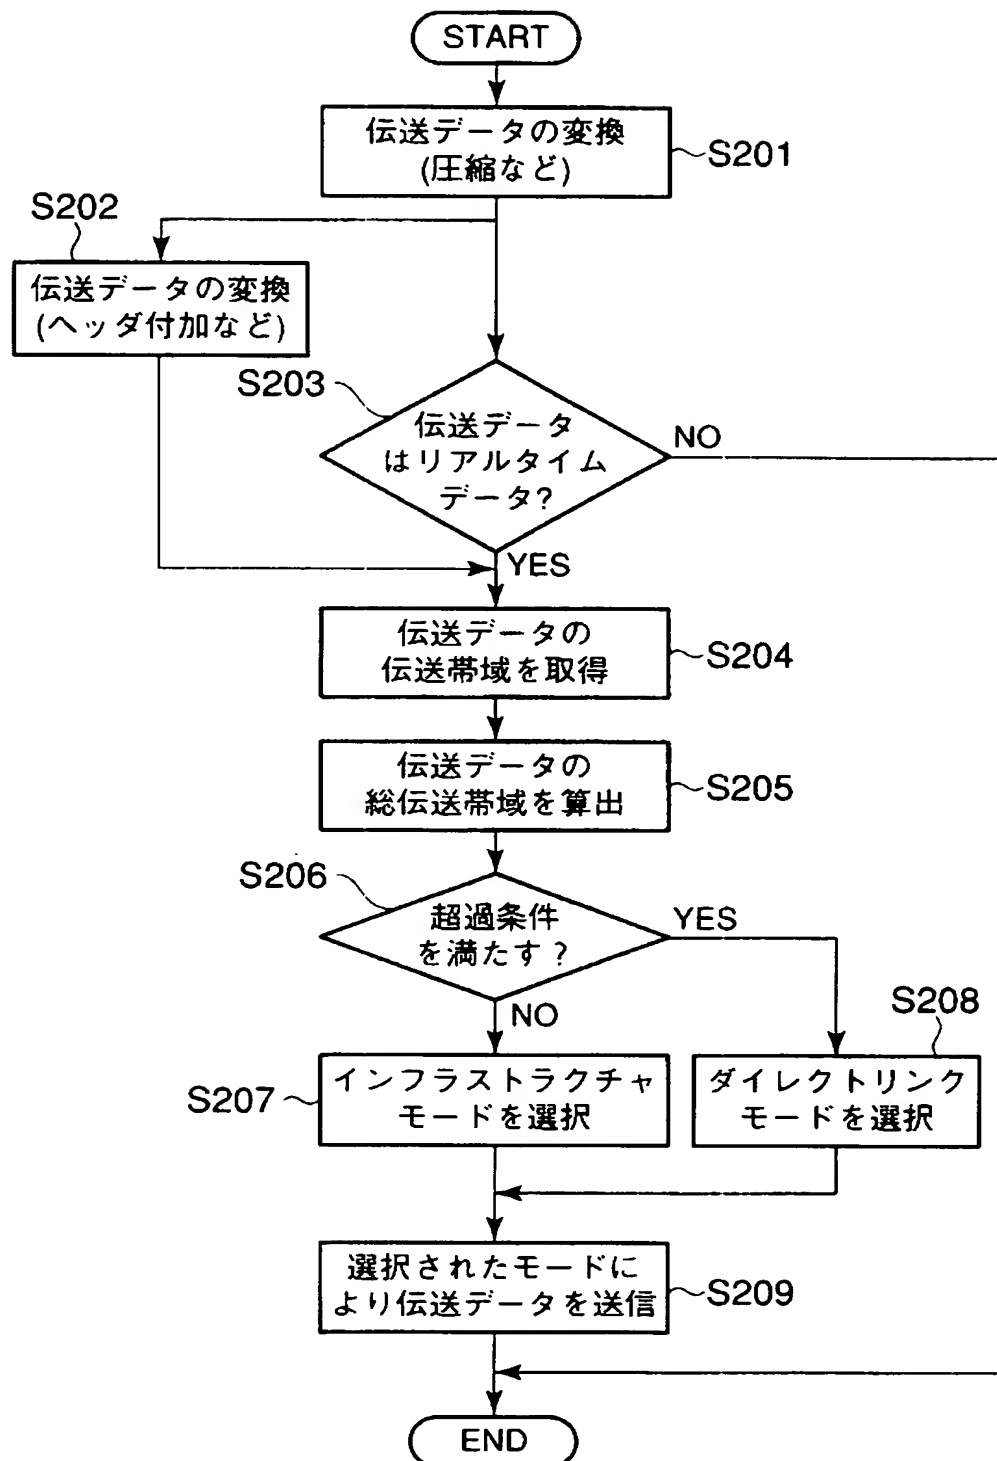 START
伝送データの変換
(圧縮など)
S201
S202
伝送データの変換
(ヘッダ付加など)
S203
伝送データ
はリアルタイム
データ?
NO
YES
伝送データの
伝送帯域を取得
S204
伝送データの
総伝送帯域を算出
S205
S206
超過条件
を満たす?
YES
NO
S208
S207
インフラストラクチャ
モードを選択
ダイレクトリンク
モードを選択
選択されたモードに
より伝送データを送信
S209
END